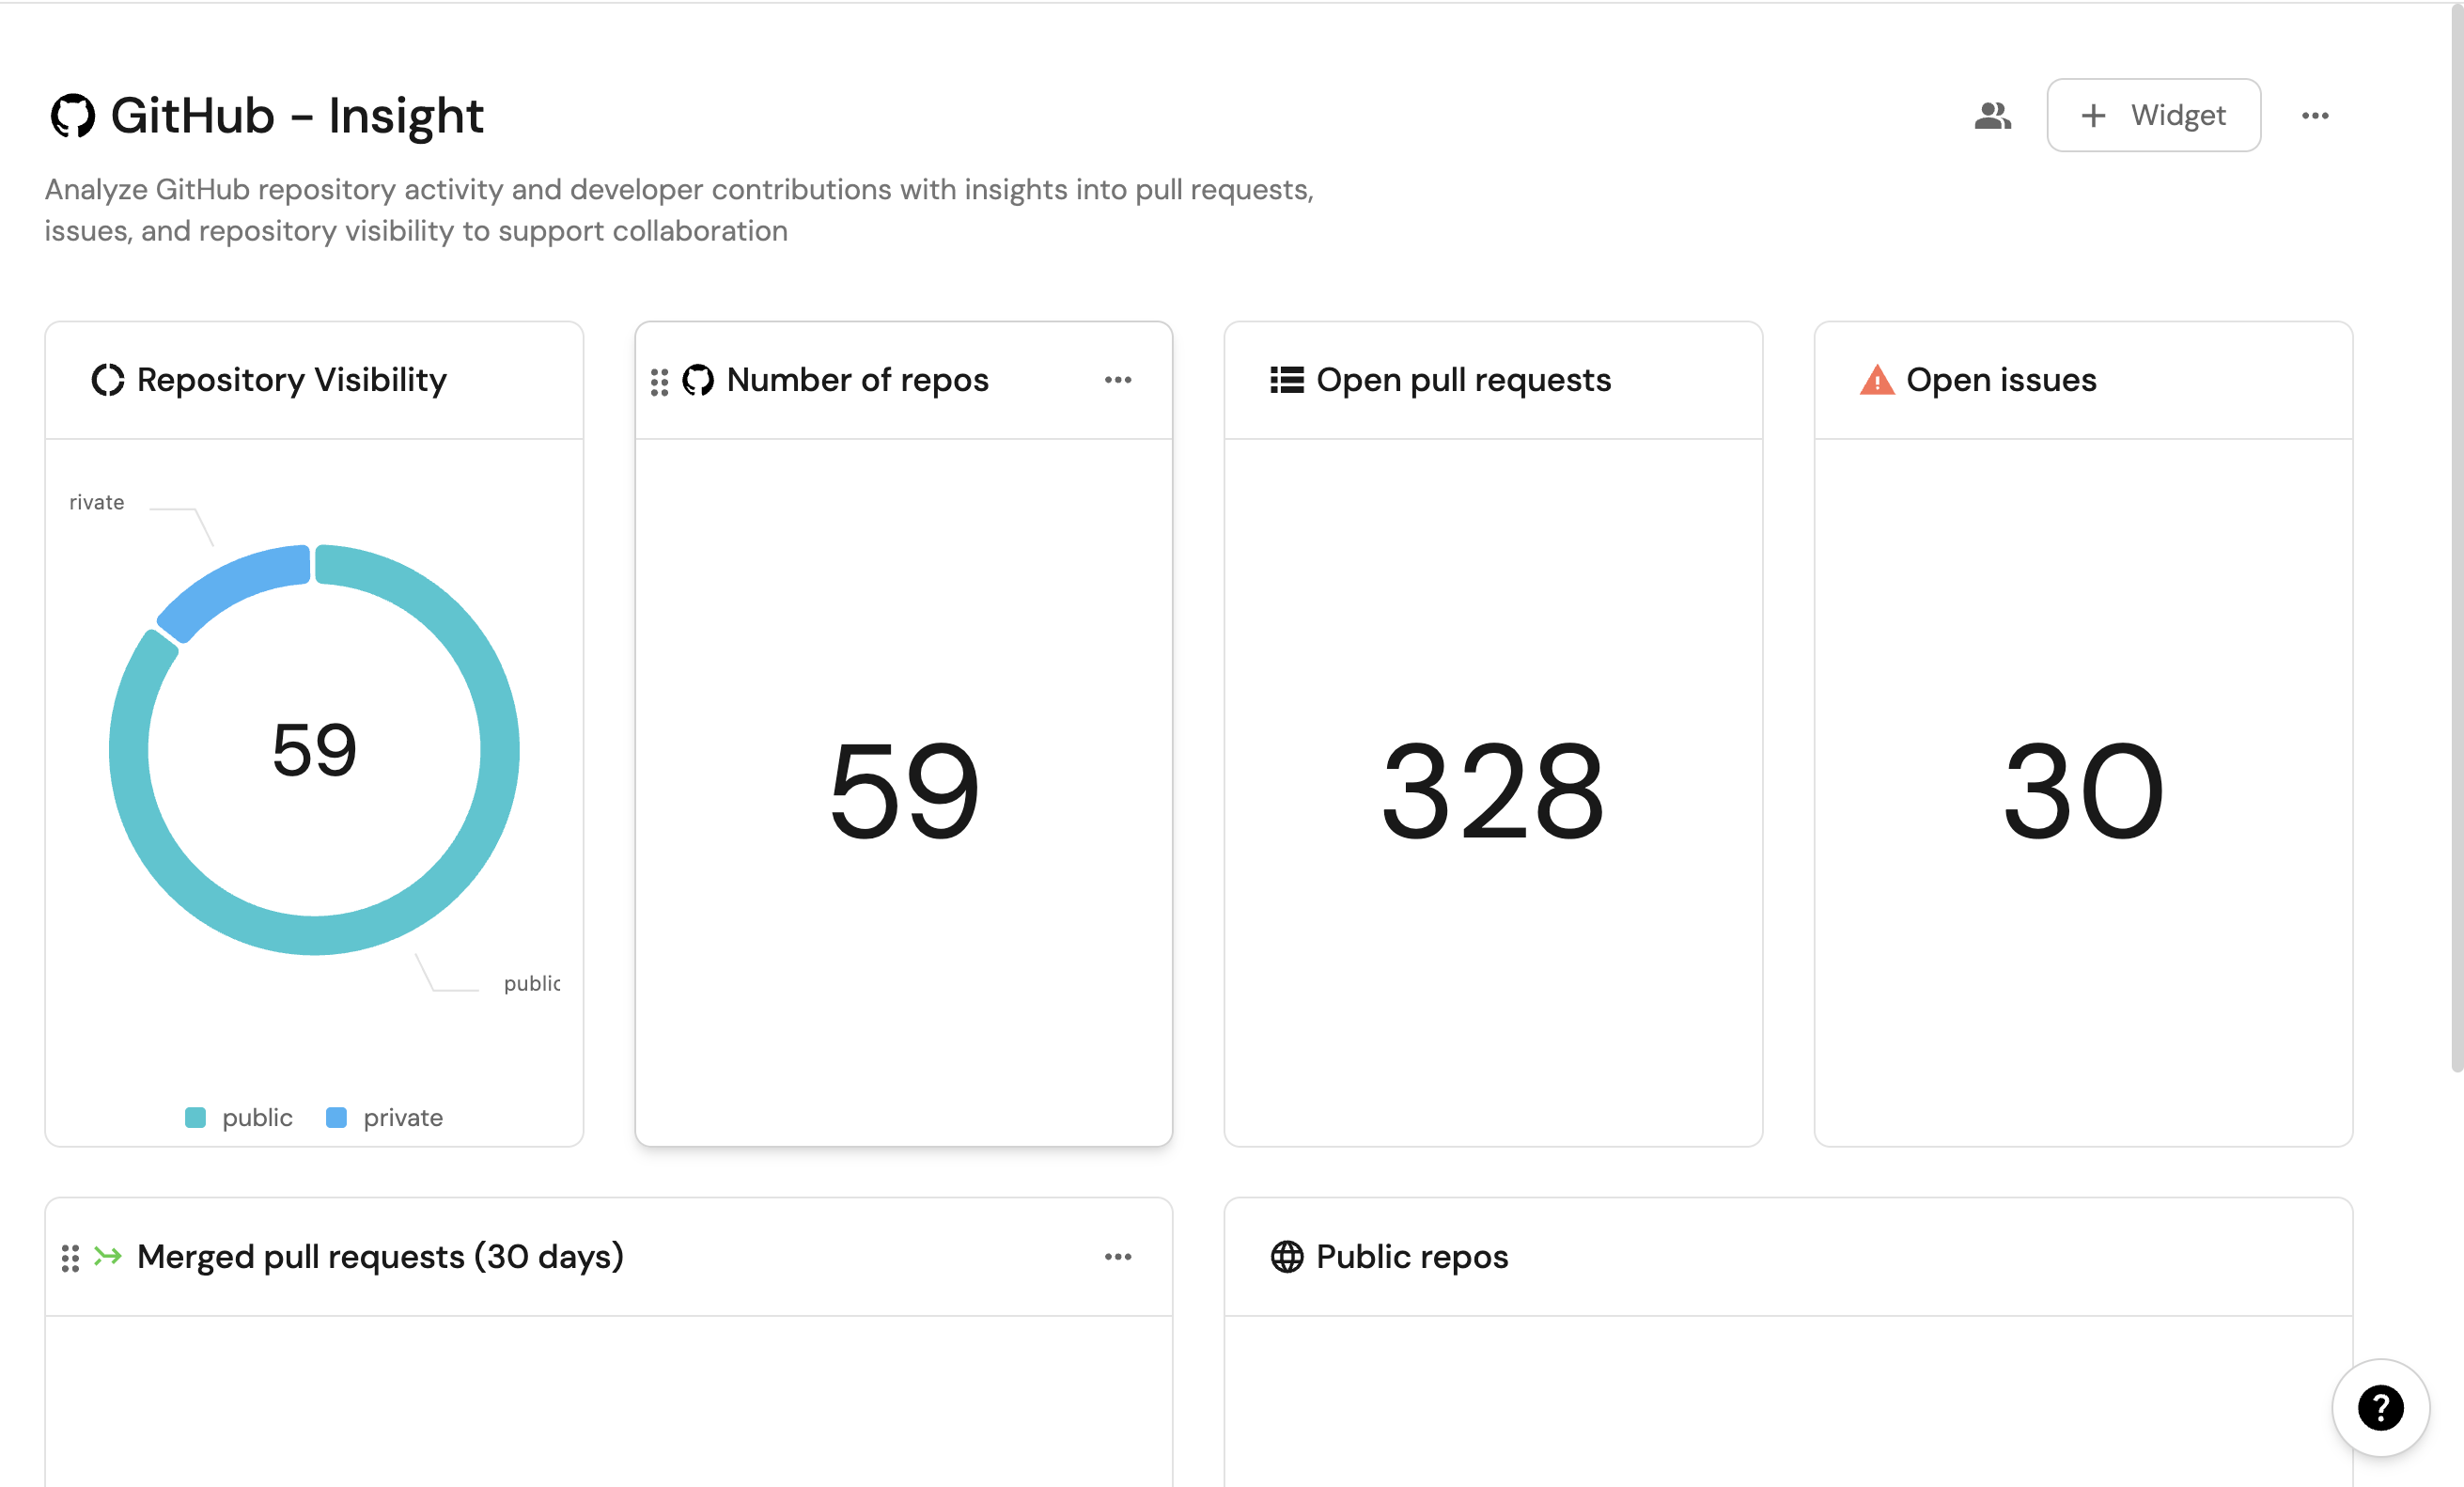 GitHub – Insight
Widget
Analyze GitHub repository activity and developer contributions with insights into pull requests,
issues, and repository visibility to support collaboration
Repository Visibility
Number of repos
Open pull requests
Open issues
rivate
59
public
public
private
59
328
30
Merged pull requests (30 days)
Public repos